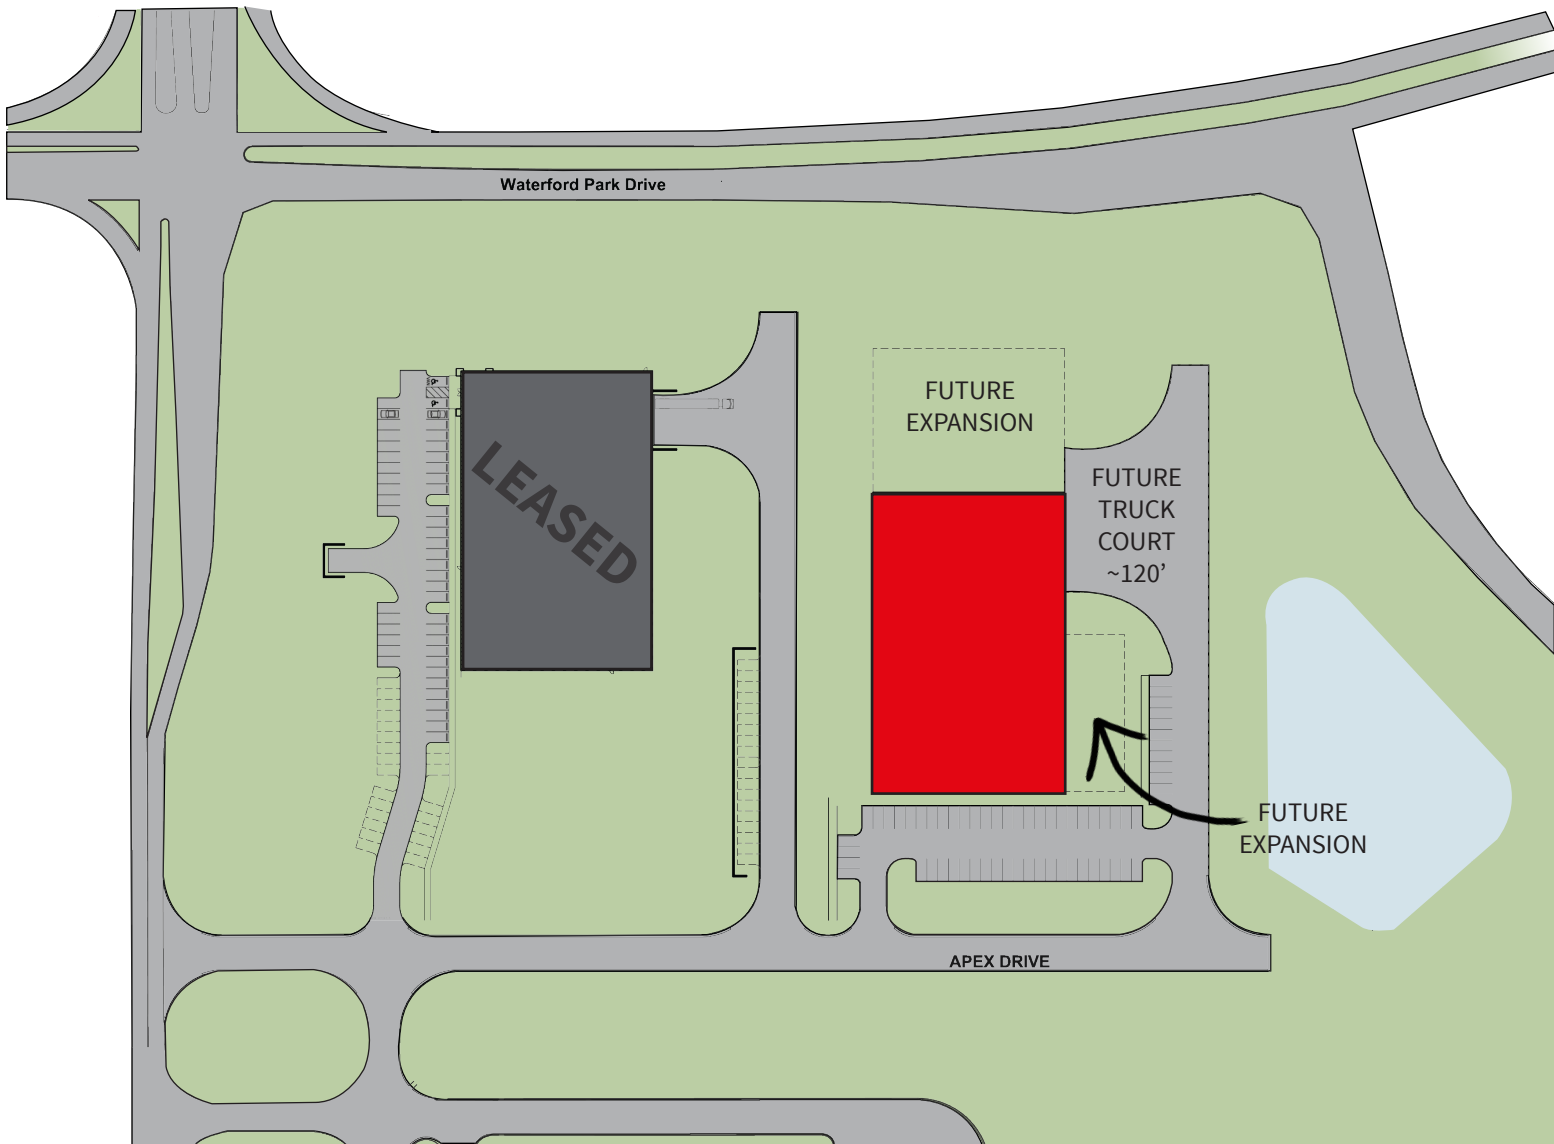 Waterford Park Drive
FUTURE
EXPANSION
LEASED
FUTURE
TRUCK
COURT
~120’
FUTURE
EXPANSION
APEX DRIVE